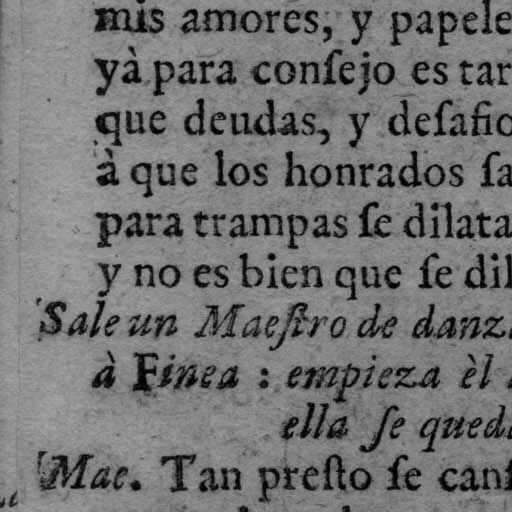 mis amores, y papele
yà para conſejo es tar
que deudas, y deſafio
à que los honrados ſa
para trampas ſe dilata
y no es bien que ſe dil
Sale un Maeſtro de danz
à Finea : empieza èl
ella ſe qued
Mae. Tan preſto ſe canſ